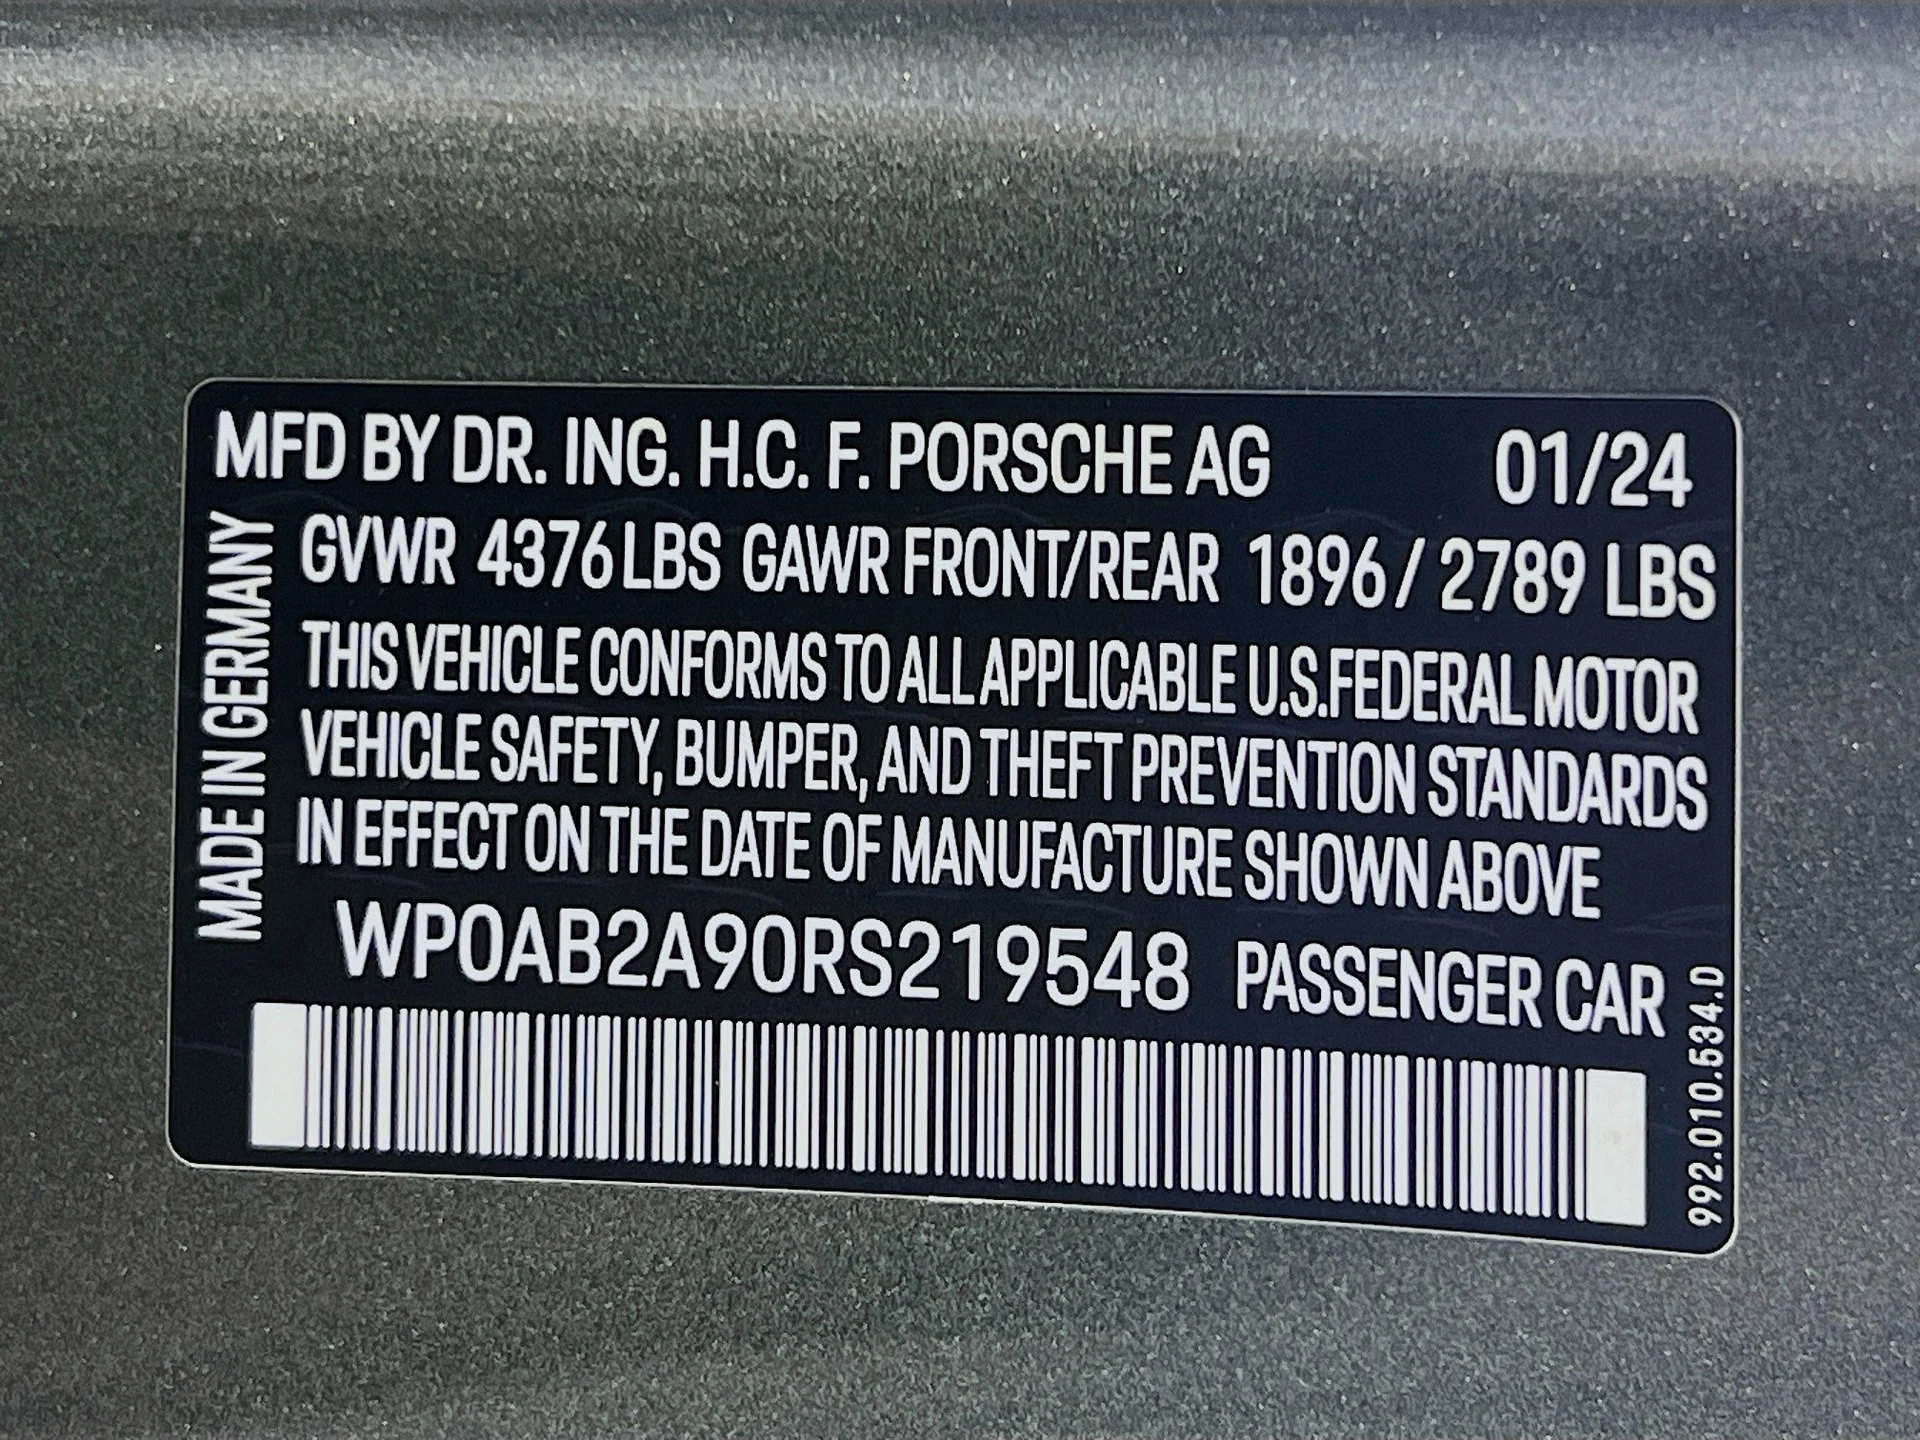 MFD BY DR. ING. H.C. F. PORSCHE AG 01/24
GVWR 4376 LBS GAWR FRONT/REAR 1896 / 2789 LBS
THIS VEHICLE CONFORMS TO ALL APPLICABLE U.S.FEDERAL MOTOR
VEHICLE SAFETY, BUMPER, AND THEFT PREVENTION STANDARDS
IN EFFECT ON THE DATE OF MANUFACTURE SHOWN ABOVE
WP0AB2A90RS219548 PASSENGER CAR
MADE IN GERMANY
992.010.534.D